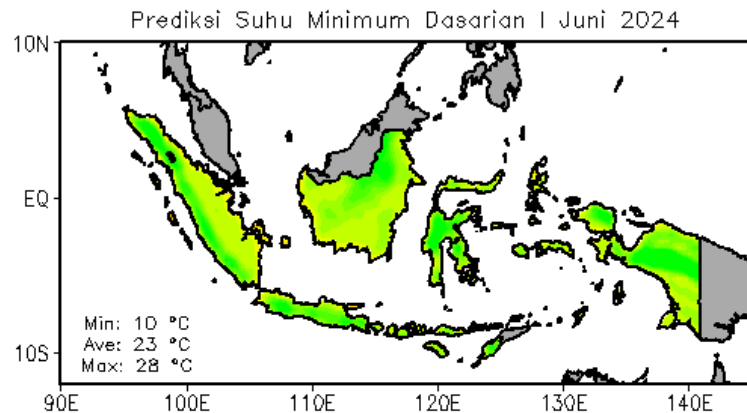 Prediksi Suhu Minimum Dasarian I Juni 2024
10N
EQ
10S
Min: 10 °C
Ave: 23 °C
Max: 28 °C
90E 100E 110E 120E 130E 140E